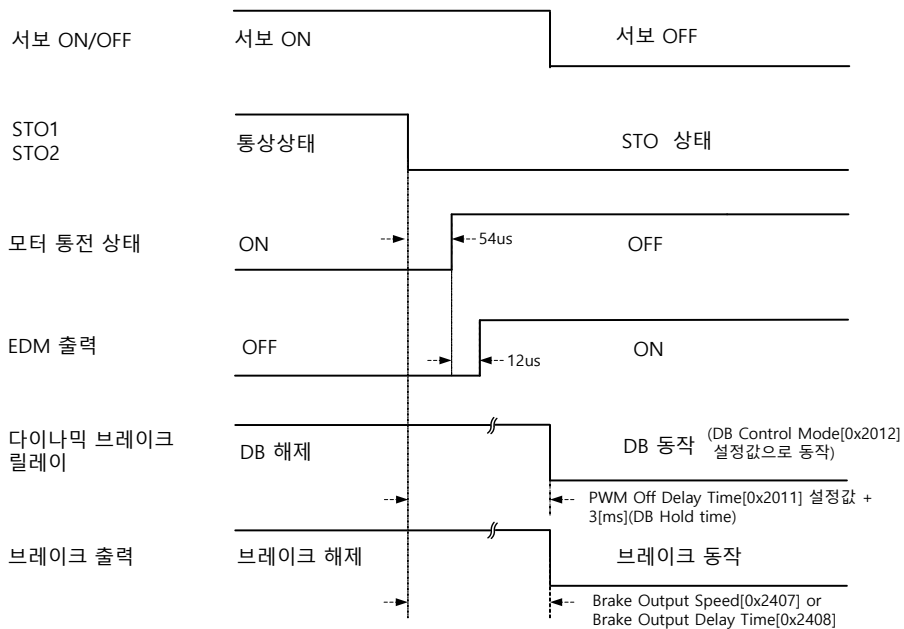 서보 ON/OFF
서보 ON
서보 OFF
STO1
STO2
통상상태
STO 상태
모터 통전 상태
ON
54us
OFF
EDM 출력
OFF
12us
ON
다이나믹 브레이크
릴레이
DB 해제
DB 동작
(DB Control Mode[0x2012]
설정값으로 동작)
PWM Off Delay Time[0x2011] 설정값 +
3[ms](DB Hold time)
브레이크 출력
브레이크 해제
브레이크 동작
Brake Output Speed[0x2407] or
Brake Output Delay Time[0x2408]